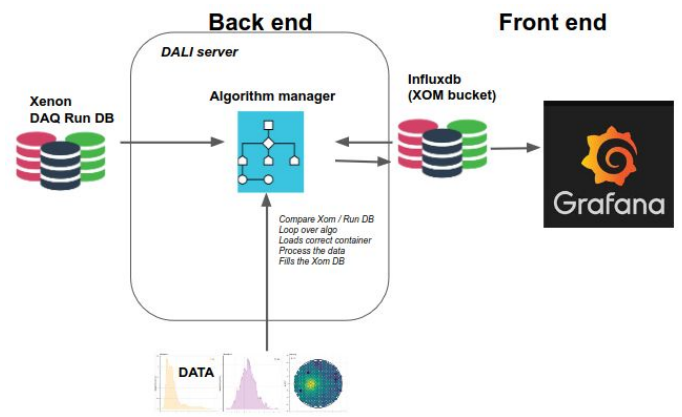 Back end
Front end
DALI server
Xenon
DAQ Run DB
Algorithm manager
Influxdb
(XOM bucket)
Grafana
Compare Xom / Run DB
Loop over algo
Loads correct container
Process the data
Fills the Xom DB
DATA